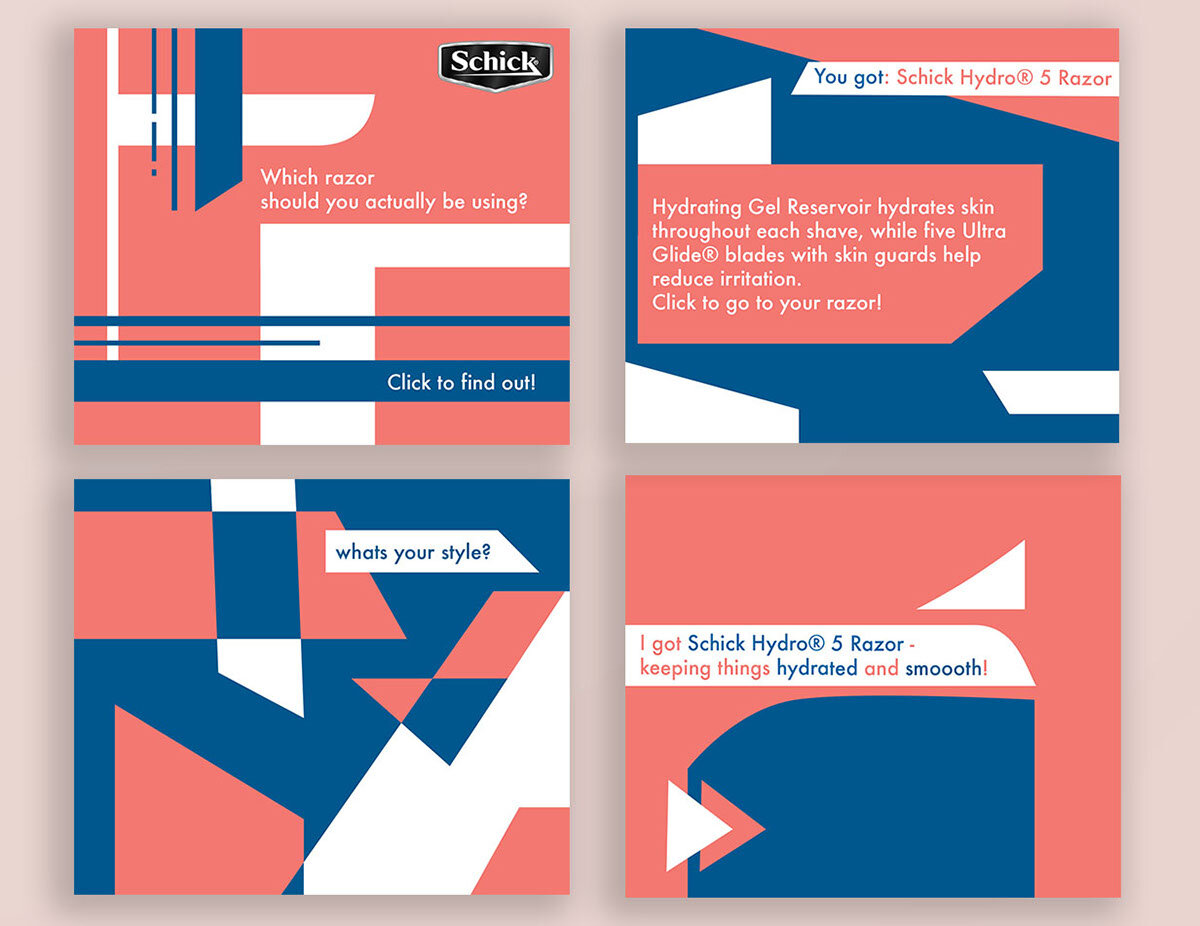 Schick®
Which razor
should you actually be using?
Click to find out!
You got: Schick Hydro® 5 Razor
Hydrating Gel Reservoir hydrates skin
throughout each shave, while five Ultra
Glide® blades with skin guards help
reduce irritation.
Click to go to your razor!
whats your style?
I got Schick Hydro® 5 Razor -
keeping things hydrated and smoooth!